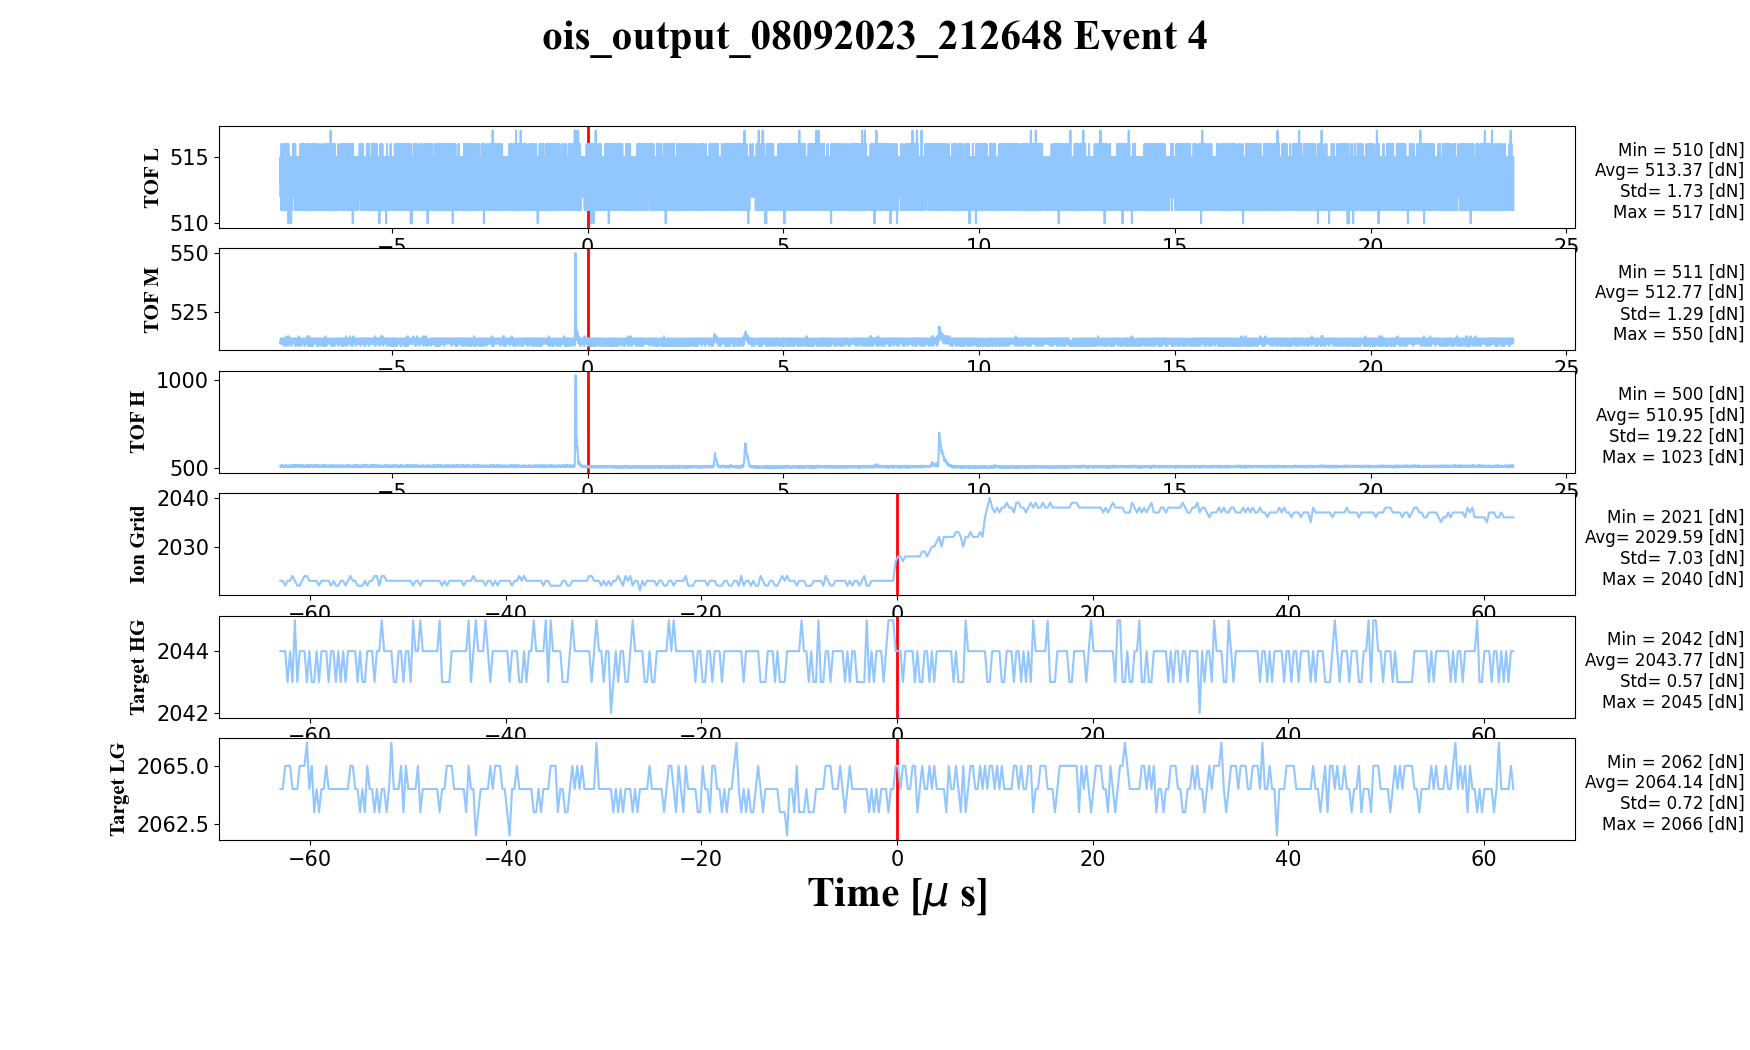 ois_output_08092023_212648 Event 4
TOF L
515
510
Min = 510 [dN]
Avg= 513.37 [dN]
Std= 1.73 [dN]
Max = 517 [dN]
−5 0 5 10 15 20 25
TOF M
550
525
Min = 511 [dN]
Avg= 512.77 [dN]
Std= 1.29 [dN]
Max = 550 [dN]
−5 0 5 10 15 20 25
TOF H
1000
500
Min = 500 [dN]
Avg= 510.95 [dN]
Std= 19.22 [dN]
Max = 1023 [dN]
−5 0 5 10 15 20 25
Ion Grid
2040
2030
Min = 2021 [dN]
Avg= 2029.59 [dN]
Std= 7.03 [dN]
Max = 2040 [dN]
−60 −40 −20 0 20 40 60
Target HG
2044
2042
Min = 2042 [dN]
Avg= 2043.77 [dN]
Std= 0.57 [dN]
Max = 2045 [dN]
−60 −40 −20 0 20 40 60
Target LG
2065.0
2062.5
Min = 2062 [dN]
Avg= 2064.14 [dN]
Std= 0.72 [dN]
Max = 2066 [dN]
−60 −40 −20 0 20 40 60
Time [μ s]